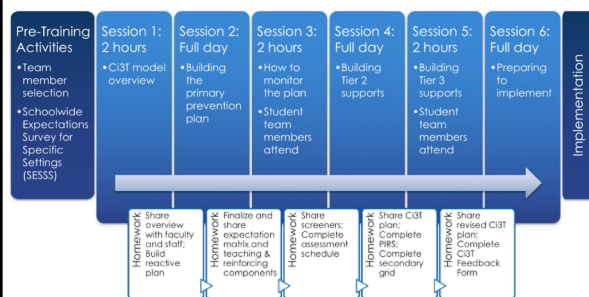 Pre-Training
Activities
•Team
member
selection
•Schoolwide
Expectations
Survey for
Specific
Settings
(SESSS)
Session 1:
2 hours
•Ci3T model
overview
Session 2:
Full day
•Building
the
primary
prevention
plan
Session 3:
2 hours
•How to
monitor
the plan
•Student
team
members
attend
Session 4:
Full day
•Building
Tier 2
supports
Session 5:
2 hours
•Building
Tier 3
supports
•Student
team
members
attend
Session 6:
Full day
•Preparing
to
implement
Implementation
Homework
Share
overview
with faculty
and staff;
Build
reactive
plan
Homework
Finalize and
share
expectation
matrix and
teaching &
reinforcing
components
Homework
Share
screeners;
Complete
assessment
schedule
Homework
Share Ci3T
plan;
Complete
PIRS;
Complete
secondary
grid
Homework
Share
revised Ci3T
plan;
Complete
Ci3T
Feedback
Form